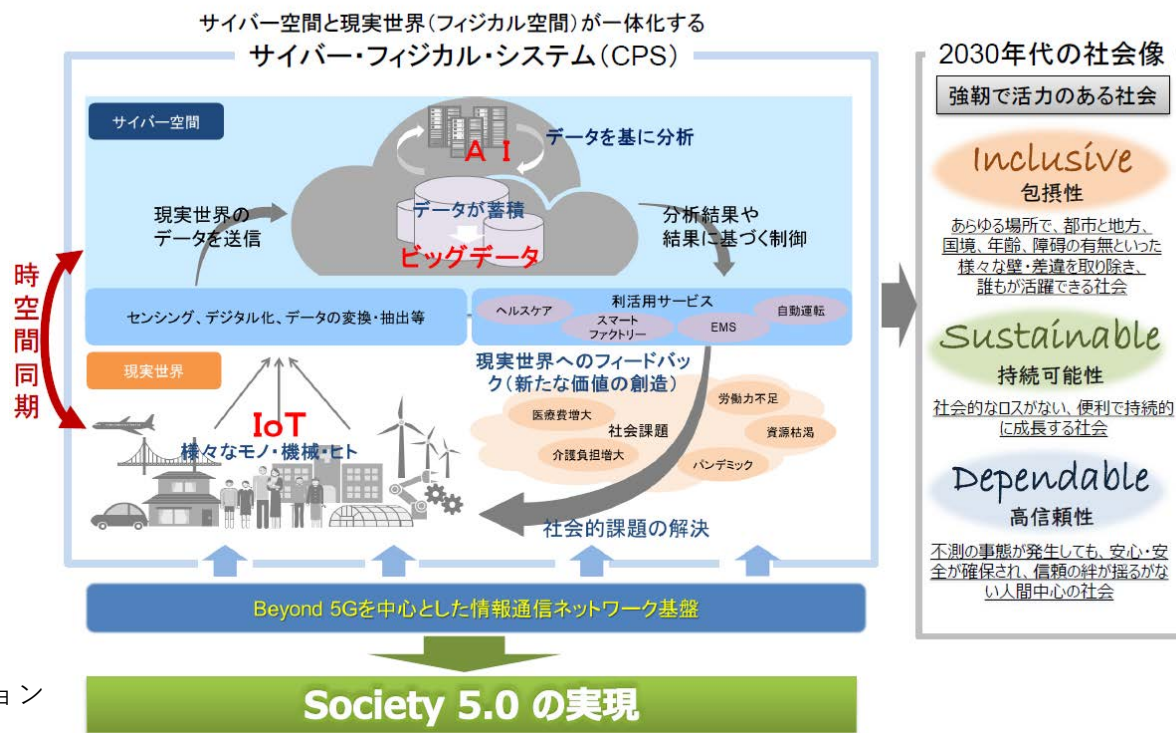 サイバー空間と現実世界(フィジカル空間)が一体化する
サイバー・フィジカル・システム(CPS)
サイバー空間
AI
データを基に分析
データが蓄積
ビッグデータ
現実世界の
データを送信
分析結果や
結果に基づく制御
時空間同期
センシング、デジタル化、データの変換・抽出等
利活用サービス
ヘルスケア
スマート
ファクトリー
EMS
自動運転
現実世界
IoT
様々なモノ・機械・ヒト
現実世界へのフィードバッ
ク(新たな価値の創造)
医療費増大
労働力不足
社会課題
資源枯渇
介護負担増大
パンデミック
社会的課題の解決
Beyond 5Gを中心とした情報通信ネットワーク基盤
ョン
Society 5.0 の実現
2030年代の社会像
強靭で活力のある社会
Inclusive
包摂性
あらゆる場所で、都市と地方、
国境、年齢、障碍の有無といった
様々な壁・差違を取り除き、
誰もが活躍できる社会
Sustainable
持続可能性
社会的なロスがない、便利で持続的
に成長する社会
Dependable
高信頼性
不測の事態が発生しても、安心・安
全が確保され、信頼の絆が揺るがな
い人間中心の社会